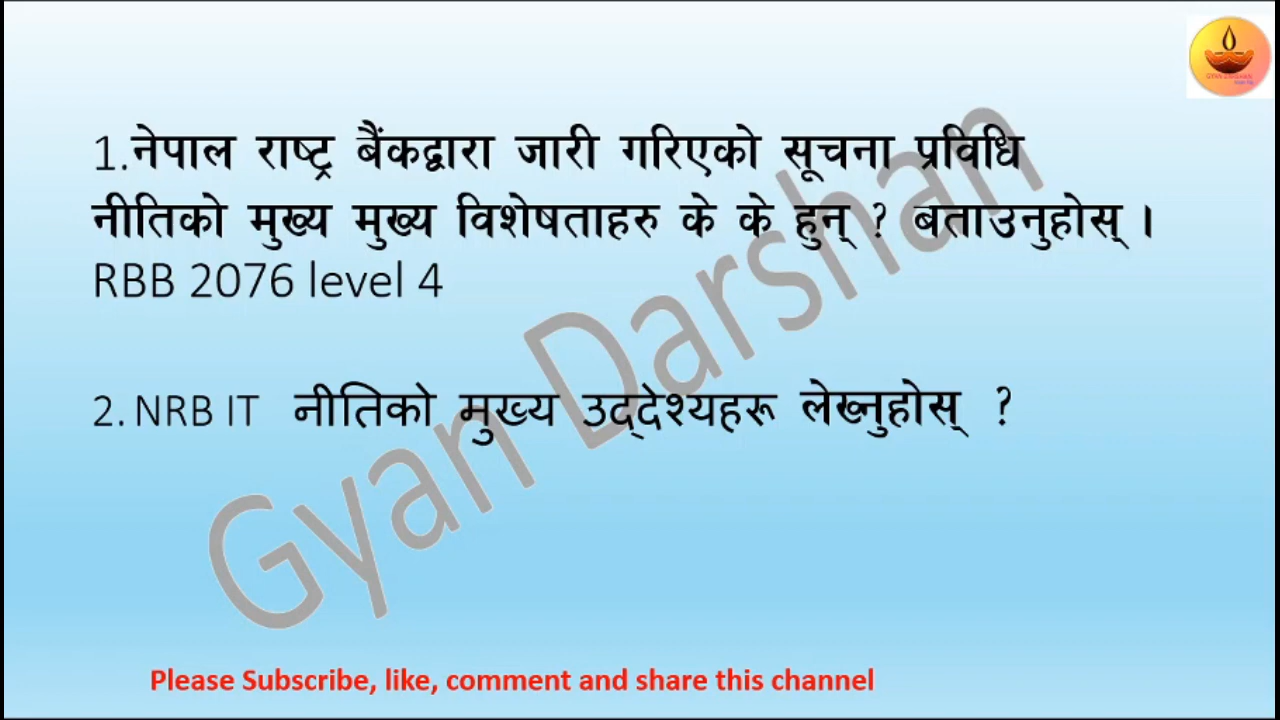 1.नेपाल राष्ट्र बैंकद्वारा जारी गरिएको सूचना प्रविधि
नीतिको मुख्य मुख्य विशेषताहरु के के हुन् ? बताउनुहोस् ।
RBB 2076 level 4
2. NRB IT नीतिको मुख्य उद्देश्यहरू लेख्नुहोस् ?
Gyan Darshan
Please Subscribe, like, comment and share this channel